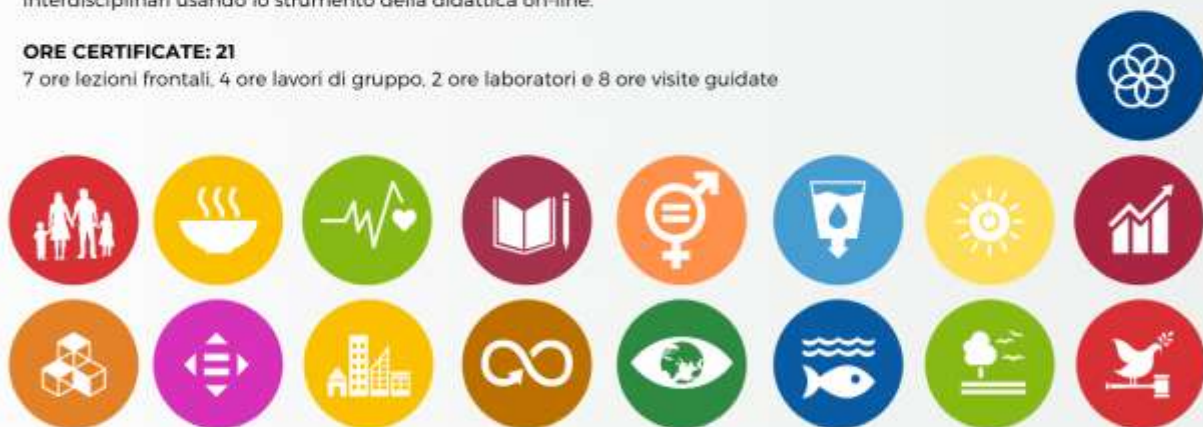 interdisciplinari usando lo strumento della didattica on-line.
ORE CERTIFICATE: 21
7 ore lezioni frontali, 4 ore lavori di gruppo, 2 ore laboratori e 8 ore visite guidate